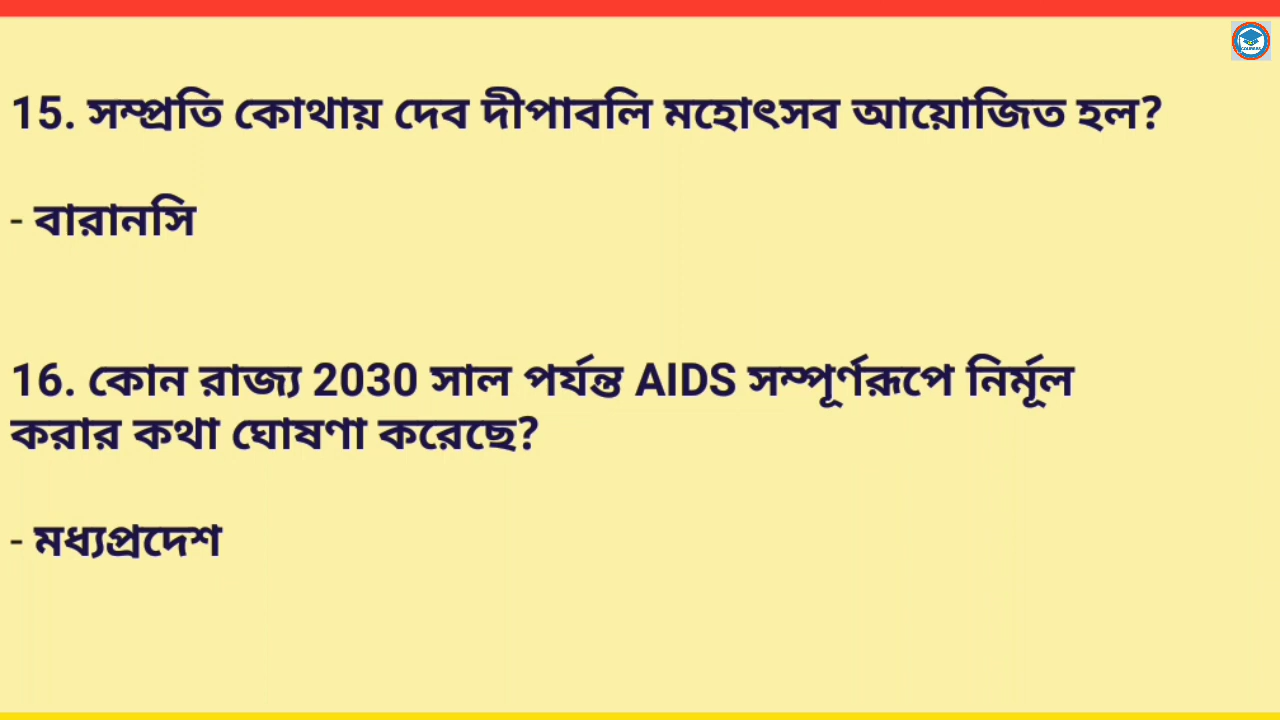 15. সম্প্রতি কোথায় দেব দীপাবলি মহোৎসব আয়োজিত হল?
- বারানসি
16. কোন রাজ্য 2030 সাল পর্যন্ত AIDS সম্পূর্ণরূপে নির্মূল
করার কথা ঘোষণা করেছে?
- মধ্যপ্রদেশ